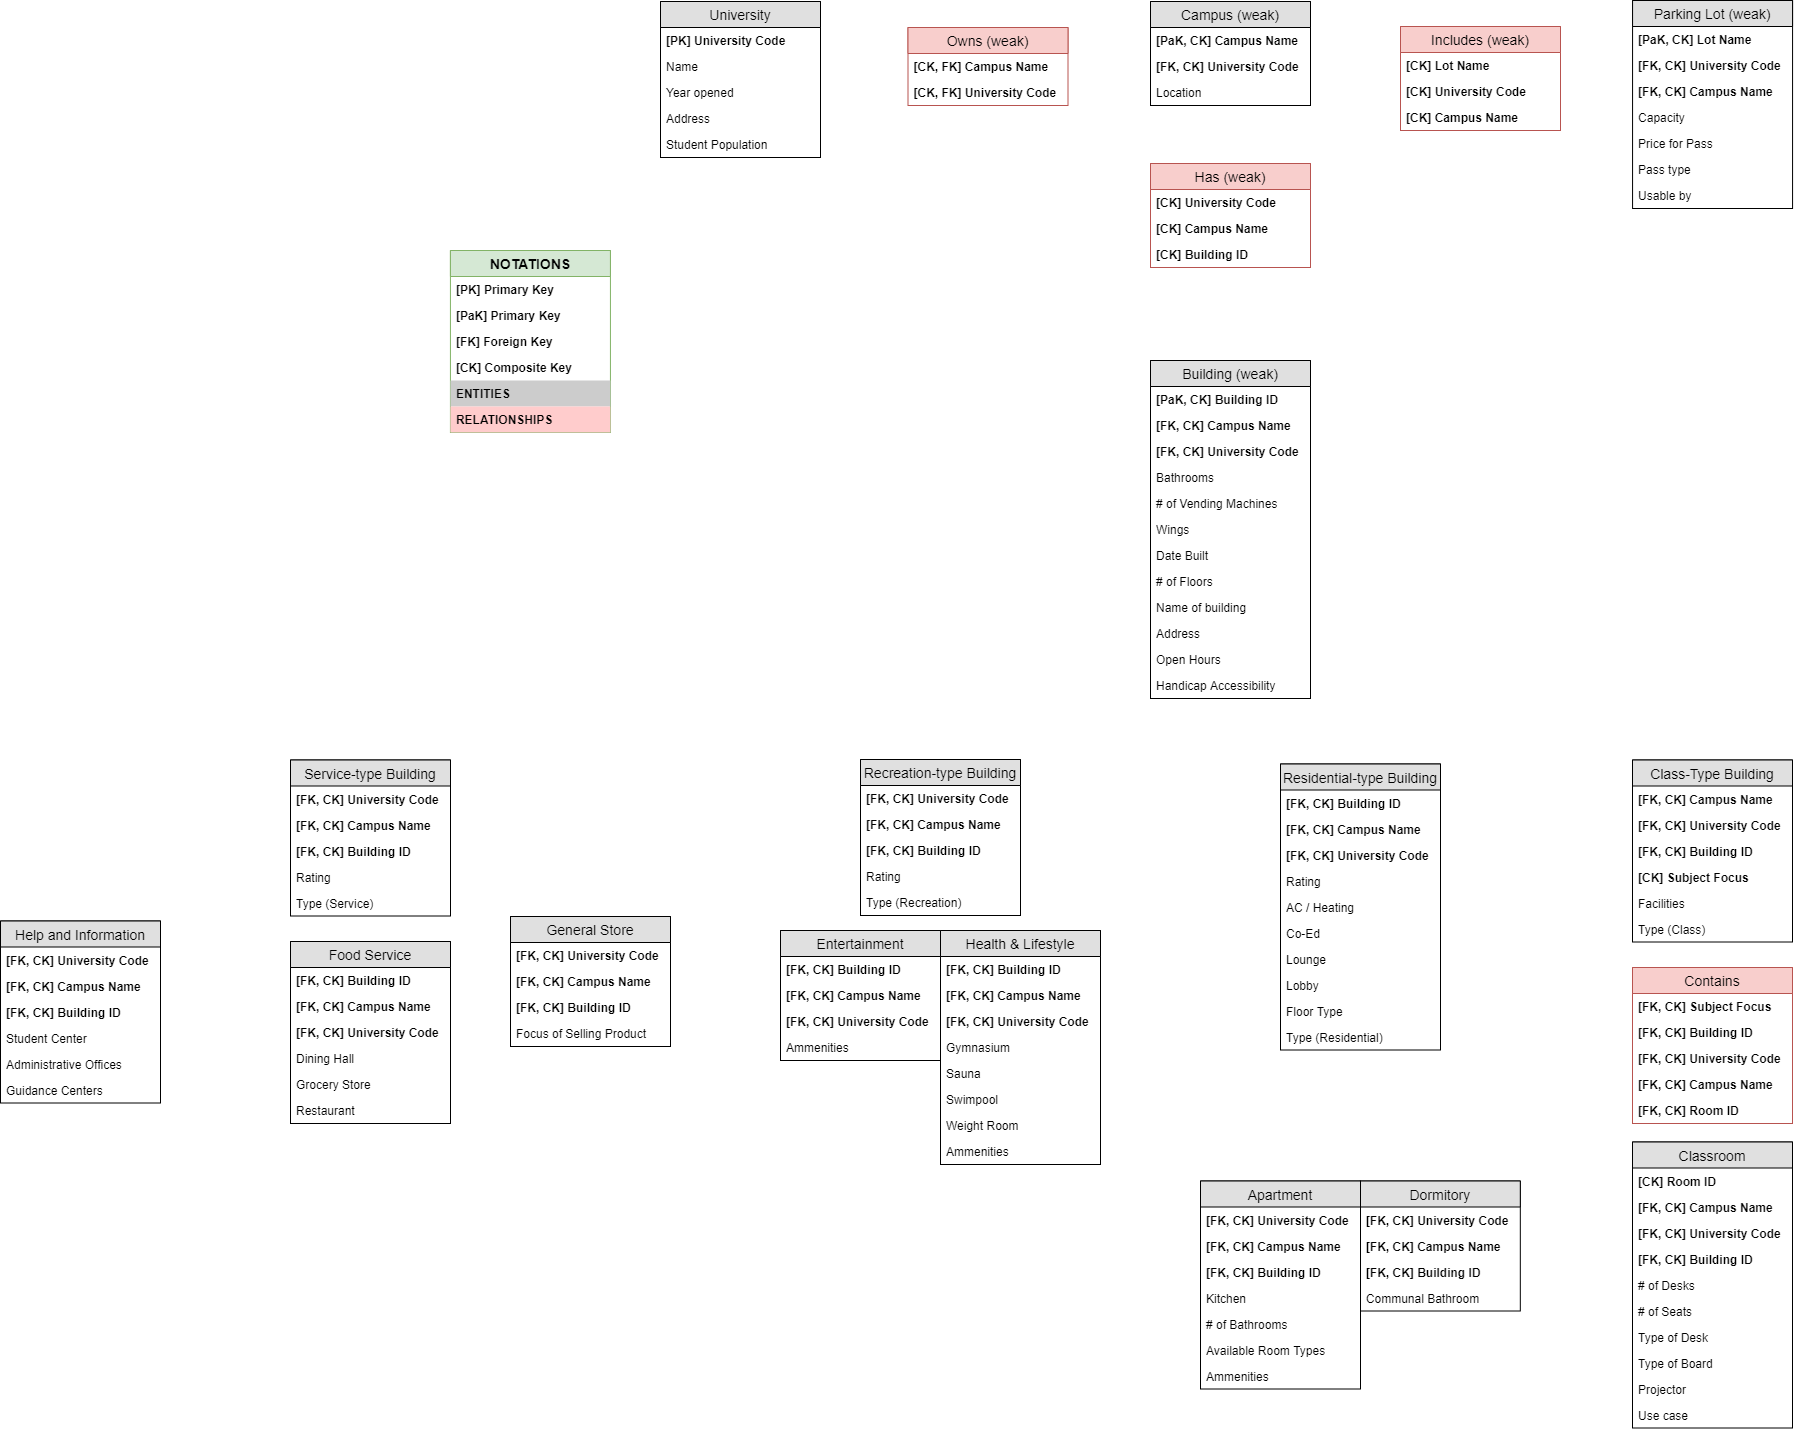 University
[PK] University Code
Name
Year opened
Address
Student Population
Owns (weak)
[CK, FK] Campus Name
[CK, FK] University Code
Campus (weak)
[PaK, CK] Campus Name
[FK, CK] University Code
Location
Includes (weak)
[CK] Lot Name
[CK] University Code
[CK] Campus Name
Parking Lot (weak)
[PaK, CK] Lot Name
[FK, CK] University Code
[FK, CK] Campus Name
Capacity
Price for Pass
Pass type
Usable by
Has (weak)
[CK] University Code
[CK] Campus Name
[CK] Building ID
NOTATIONS
[PK] Primary Key
[PaK] Primary Key
[FK] Foreign Key
[CK] Composite Key
ENTITIES
RELATIONSHIPS
Building (weak)
[PaK, CK] Building ID
[FK, CK] Campus Name
[FK, CK] University Code
Bathrooms
# of Vending Machines
Wings
Date Built
# of Floors
Name of building
Address
Open Hours
Handicap Accessibility
Service-type Building
[FK, CK] University Code
[FK, CK] Campus Name
[FK, CK] Building ID
Rating
Type (Service)
Recreation-type Building
[FK, CK] University Code
[FK, CK] Campus Name
[FK, CK] Building ID
Rating
Type (Recreation)
Residential-type Building
[FK, CK] Building ID
[FK, CK] Campus Name
[FK, CK] University Code
Rating
AC / Heating
Co-Ed
Lounge
Lobby
Floor Type
Type (Residential)
Class-Type Building
[FK, CK] Campus Name
[FK, CK] University Code
[FK, CK] Building ID
[CK] Subject Focus
Facilities
Type (Class)
Help and Information
[FK, CK] University Code
[FK, CK] Campus Name
[FK, CK] Building ID
Student Center
Administrative Offices
Guidance Centers
Food Service
[FK, CK] Building ID
[FK, CK] Campus Name
[FK, CK] University Code
Dining Hall
Grocery Store
Restaurant
General Store
[FK, CK] University Code
[FK, CK] Campus Name
[FK, CK] Building ID
Focus of Selling Product
Entertainment
[FK, CK] Building ID
[FK, CK] Campus Name
[FK, CK] University Code
Ammenities
Health & Lifestyle
[FK, CK] Building ID
[FK, CK] Campus Name
[FK, CK] University Code
Gymnasium
Sauna
Swimpool
Weight Room
Ammenities
Contains
[FK, CK] Subject Focus
[FK, CK] Building ID
[FK, CK] University Code
[FK, CK] Campus Name
[FK, CK] Room ID
Apartment
[FK, CK] University Code
[FK, CK] Campus Name
[FK, CK] Building ID
Kitchen
# of Bathrooms
Available Room Types
Ammenities
Dormitory
[FK, CK] University Code
[FK, CK] Campus Name
[FK, CK] Building ID
Communal Bathroom
Classroom
[CK] Room ID
[FK, CK] Campus Name
[FK, CK] University Code
[FK, CK] Building ID
# of Desks
# of Seats
Type of Desk
Type of Board
Projector
Use case